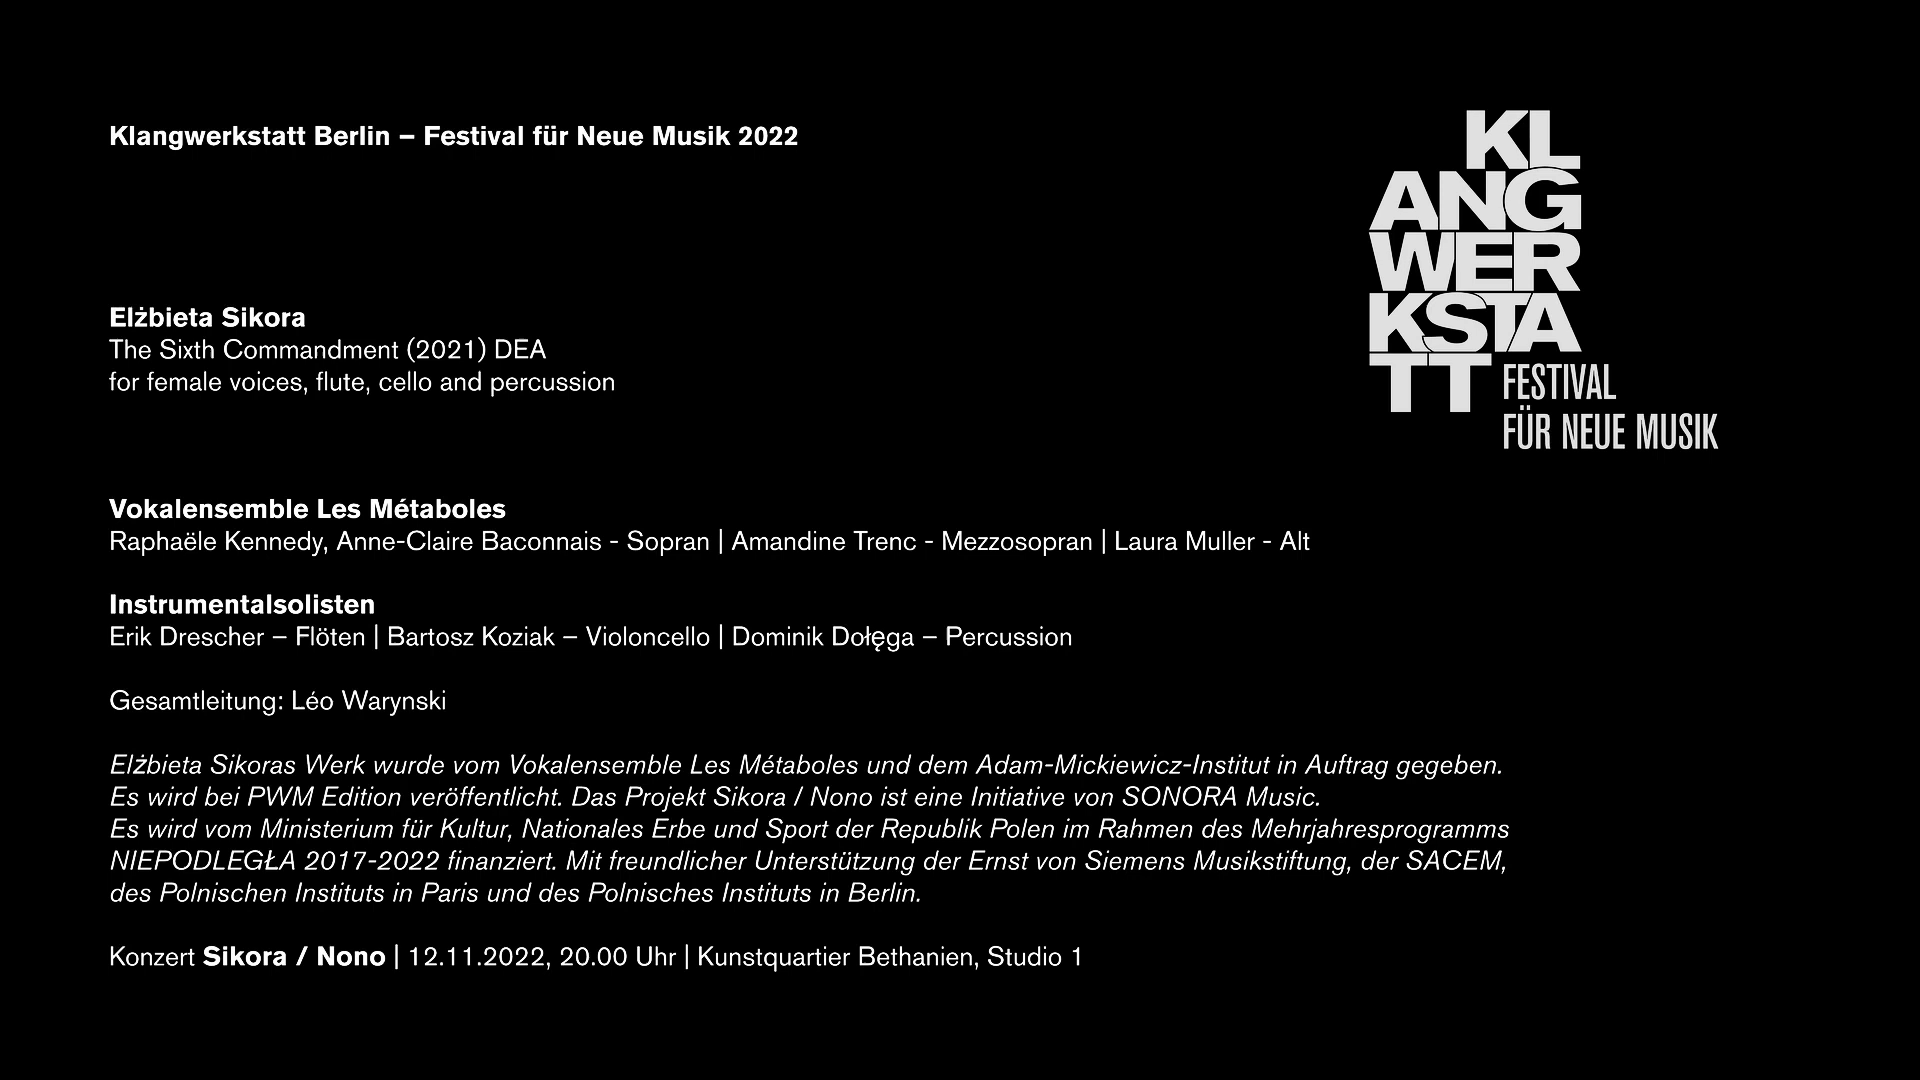 Klangwerkstatt Berlin – Festival für Neue Musik 2022
KL
ANG
WER
KSTA
TT
FESTIVAL
FÜR NEUE MUSIK
Elżbieta Sikora
The Sixth Commandment (2021) DEA
for female voices, flute, cello and percussion
Vokalensemble Les Métaboles
Raphaële Kennedy, Anne-Claire Baconnais - Sopran | Amandine Trenc - Mezzosopran | Laura Muller - Alt
Instrumentalsolisten
Erik Drescher – Flöten | Bartosz Koziak – Violoncello | Dominik Dołęga – Percussion
Gesamtleitung: Léo Warynski
Elżbieta Sikoras Werk wurde vom Vokalensemble Les Métaboles und dem Adam-Mickiewicz-Institut in Auftrag gegeben.
Es wird bei PWM Edition veröffentlicht. Das Projekt Sikora / Nono ist eine Initiative von SONORA Music.
Es wird vom Ministerium für Kultur, Nationales Erbe und Sport der Republik Polen im Rahmen des Mehrjahresprogramms
NIEPODLEGŁA 2017-2022 finanziert. Mit freundlicher Unterstützung der Ernst von Siemens Musikstiftung, der SACEM,
des Polnischen Instituts in Paris und des Polnisches Instituts in Berlin.
Konzert Sikora / Nono | 12.11.2022, 20.00 Uhr | Kunstquartier Bethanien, Studio 1